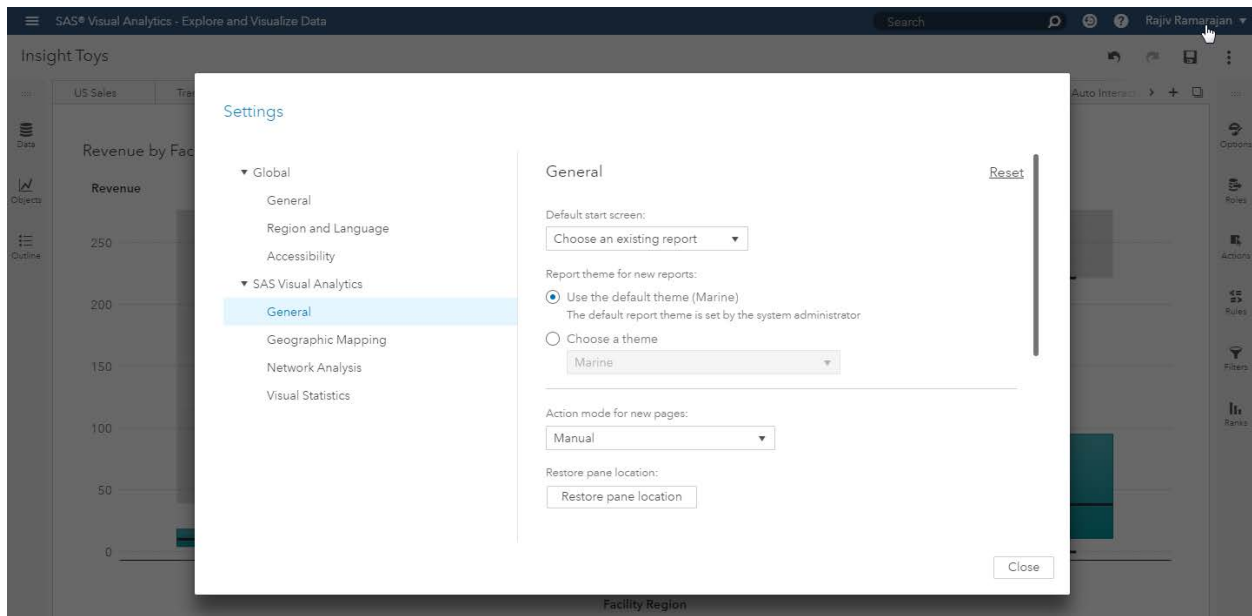 SAS® Visual Analytics - Explore and Visualize Data
Search
Rajiv Ramarajan
Insight Toys
US Sales
Auto Interac
Data
Objects
Outline
Revenue by Fac
Revenue
250
200
150
100
50
0
Facility Region
Settings
Global
General
Region and Language
Accessibility
SAS Visual Analytics
General
Geographic Mapping
Network Analysis
Visual Statistics
General
Reset
Default start screen:
Choose an existing report
Report theme for new reports:
Use the default theme (Marine)
The default report theme is set by the system administrator
Choose a theme
Marine
Action mode for new pages:
Manual
Restore pane location:
Restore pane location
Close
Options
Roles
Actions
Rules
Filters
Ranks